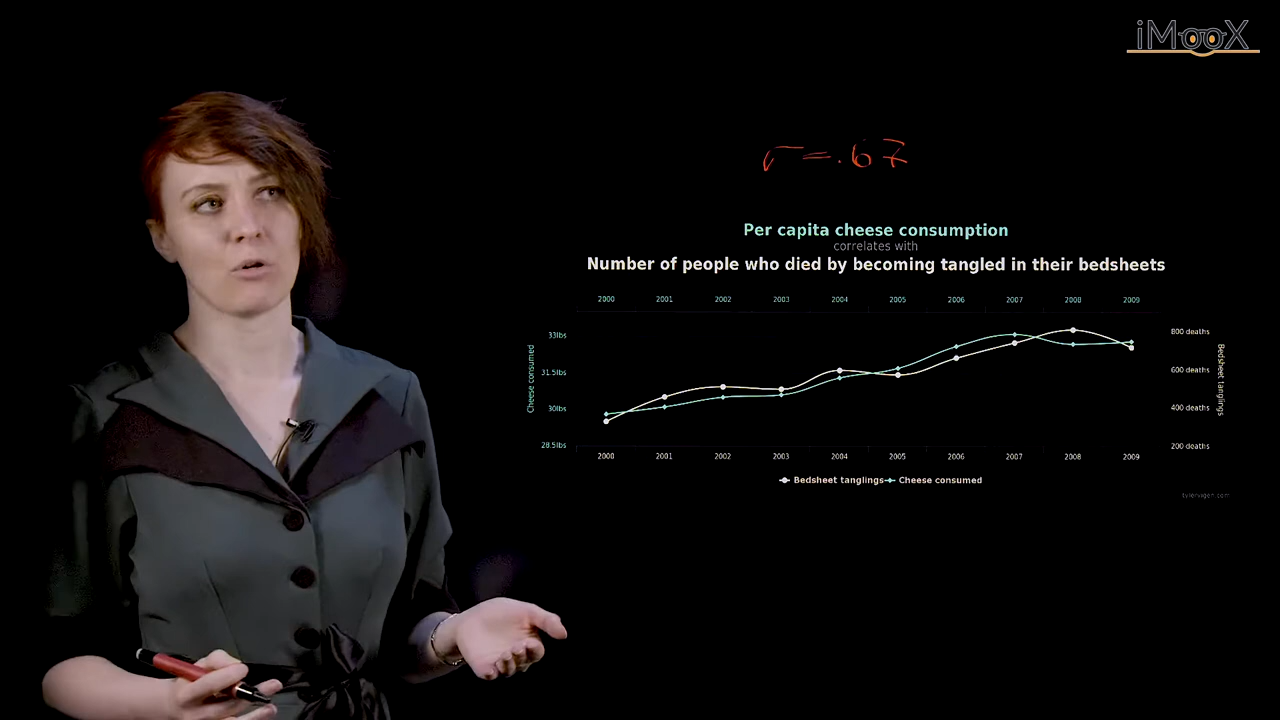 iMooX
r = .67
Per capita cheese consumption
correlates with
Number of people who died by becoming tangled in their bedsheets
2000 2001 2002 2003 2004 2005 2006 2007 2008 2009
Cheese consumed
33lbs
31.5lbs
30lbs
28.5lbs
800 deaths
600 deaths
400 deaths
200 deaths
Bedsheet tanglings
2000 2001 2002 2003 2004 2005 2006 2007 2008 2009
Bedsheet tanglings Cheese consumed
tylervigen.com